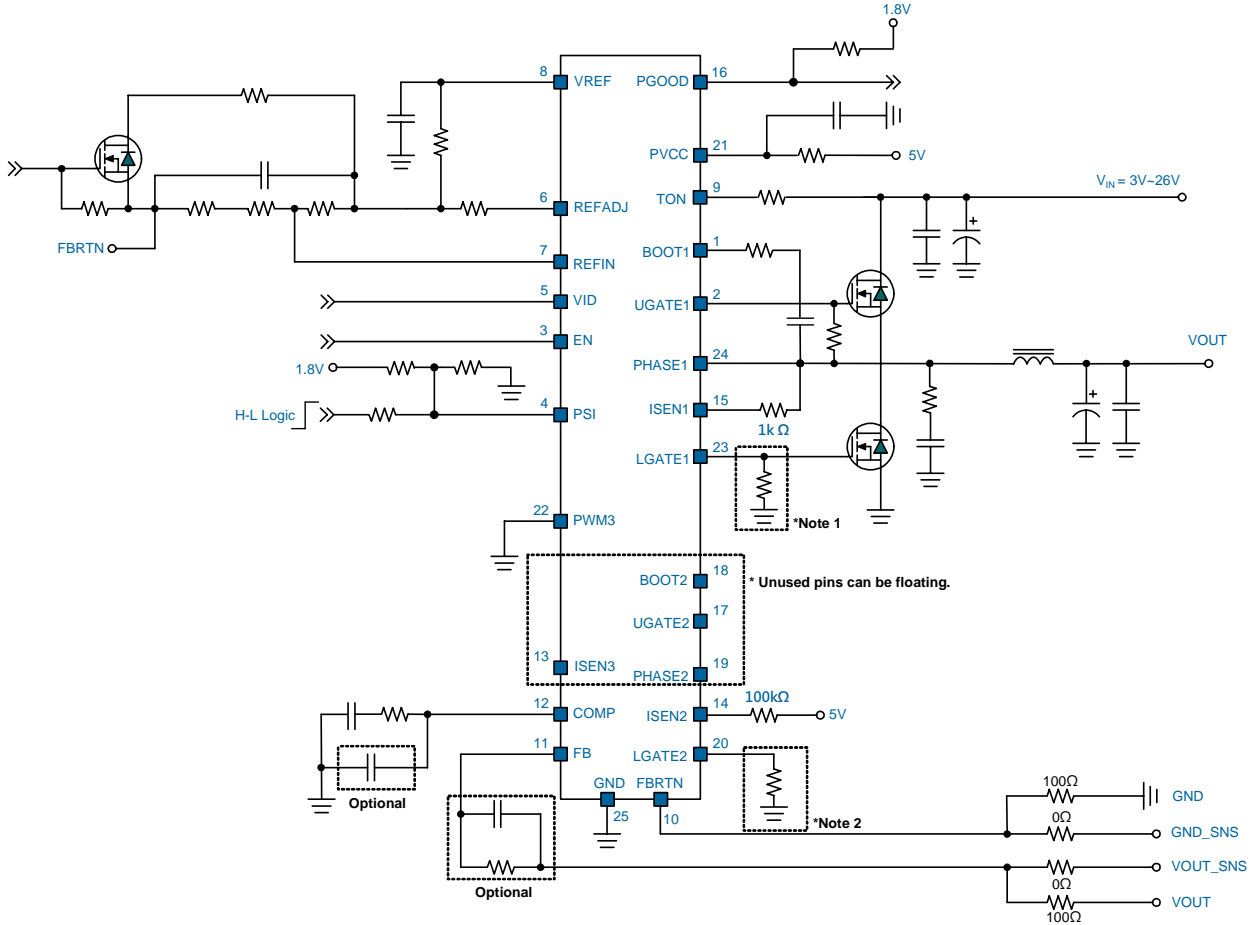 1.8V
8
VREF
PGOOD
16
21
PVCC
5V
9
TON
V_IN = 3V~26V
6
REFADJ
1
BOOT1
FBRTN
7
REFIN
5
VID
2
UGATE1
3
EN
VOUT
24
PHASE1
1.8V
15
ISEN1
H-L Logic
4
PSI
1k Ω
23
LGATE1
22
PWM3
*Note 1
18
BOOT2
* Unused pins can be floating.
17
UGATE2
13
ISEN3
19
PHASE2
100kΩ
12
COMP
14
ISEN2
5V
11
FB
20
LGATE2
GND
FBRTN
Optional
25
10
*Note 2
100Ω
GND
0Ω
GND_SNS
VOUT_SNS
0Ω
Optional
VOUT
100Ω